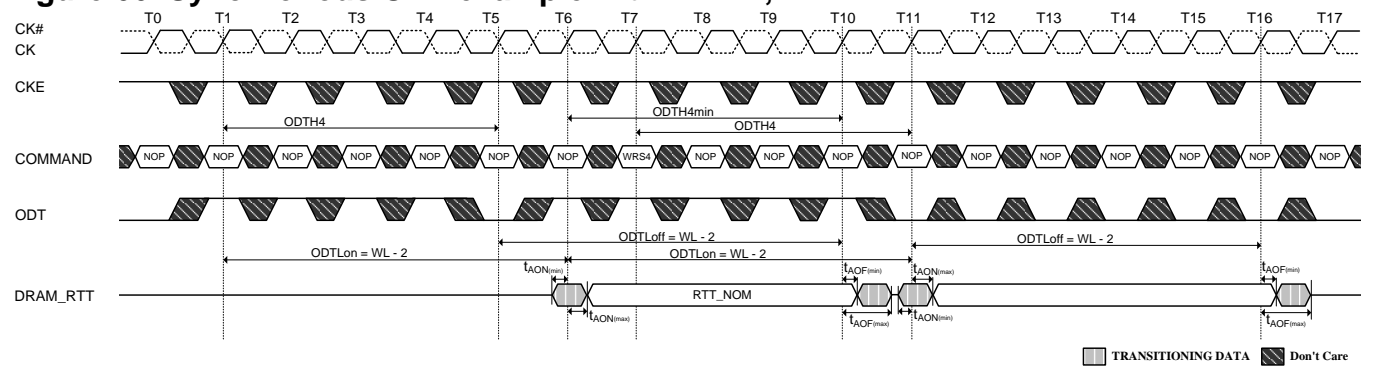 T0 T1 T2 T3 T4 T5 T6 T7 T8 T9 T10 T11 T12 T13 T14 T15 T16 T17
CK#
CK
CKE
ODTH4 ODTH4min
ODTH4
COMMAND NOP NOP NOP NOP NOP NOP NOP WRS4 NOP NOP NOP NOP NOP NOP NOP NOP NOP NOP
ODT
ODTLoff = WL - 2 ODTLoff = WL - 2
ODTLon = WL - 2 ODTLon = WL - 2
tAON(min) tAOF(min) tAON(max) tAOF(min)
DRAM_RTT RTT_NOM
tAON(max) tAOF(max) tAON(min) tAOF(max)
TRANSITIONING DATA Don't Care